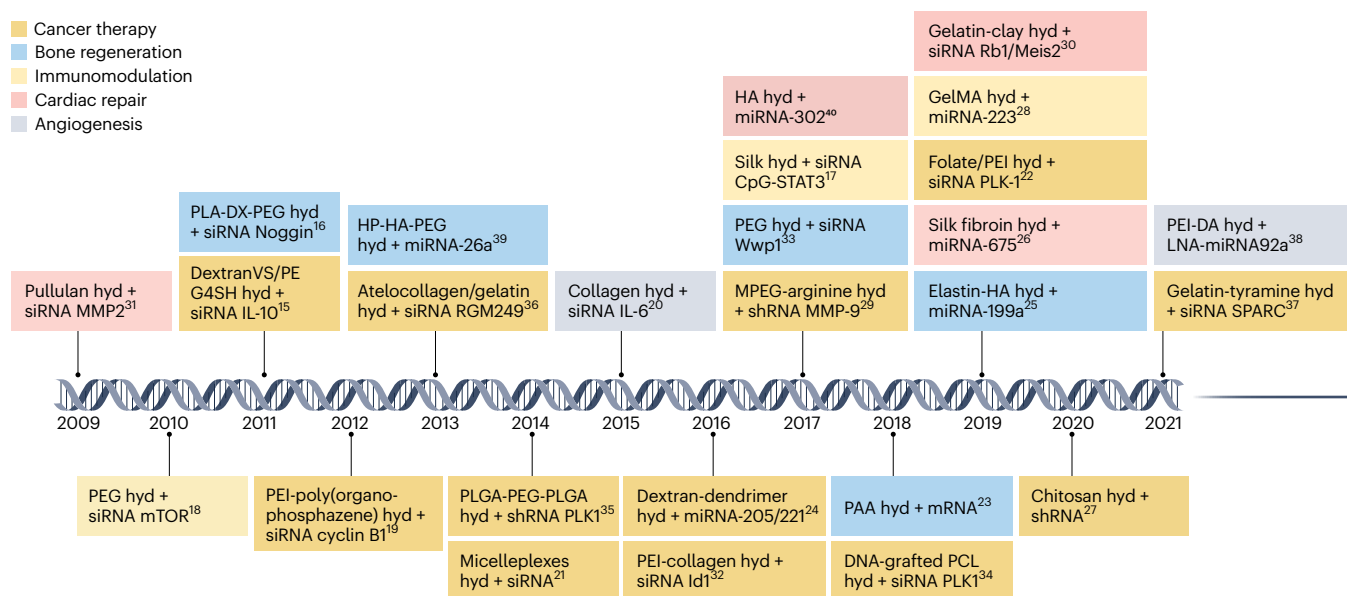 Cancer therapy
Bone regeneration
Immunomodulation
Cardiac repair
Angiogenesis
Pullulan hyd +
siRNA MMP2³¹
PLA-DX-PEG hyd
+ siRNA Noggin¹⁶
DextranVS/PE
G4SH hyd +
siRNA IL-10¹⁵
HP-HA-PEG
hyd + miRNA-26a³⁹
Atelocollagen/gelatin
hyd + siRNA RGM249³⁶
Collagen hyd +
siRNA IL-6²⁰
HA hyd +
miRNA-302⁴⁰
Silk hyd + siRNA
CpG-STAT3¹⁷
PEG hyd + siRNA
Wwp1³³
MPEG-arginine hyd
+ shRNA MMP-9²⁹
Gelatin-clay hyd +
siRNA Rb1/Meis2³⁰
GelMA hyd +
miRNA-223²⁸
Folate/PEI hyd +
siRNA PLK-1²²
Silk fibroin hyd +
miRNA-675²⁶
Elastin-HA hyd +
miRNA-199a²⁵
PEI-DA hyd +
LNA-miRNA92a³⁸
Gelatin-tyramine hyd
+ siRNA SPARC³⁷
2009 2010 2011 2012 2013 2014 2015 2016 2017 2018 2019 2020 2021
PEG hyd +
siRNA mTOR¹⁸
PEI-poly(organo-
phosphazene) hyd +
siRNA cyclin B1¹⁹
PLGA-PEG-PLGA
hyd + shRNA PLK1³⁵
Micelleplexes
hyd + siRNA²¹
Dextran-dendrimer
hyd + miRNA-205/221²⁴
PEI-collagen hyd +
siRNA Id1³²
PAA hyd + mRNA²³
DNA-grafted PCL
hyd + siRNA PLK1³⁴
Chitosan hyd +
shRNA²⁷